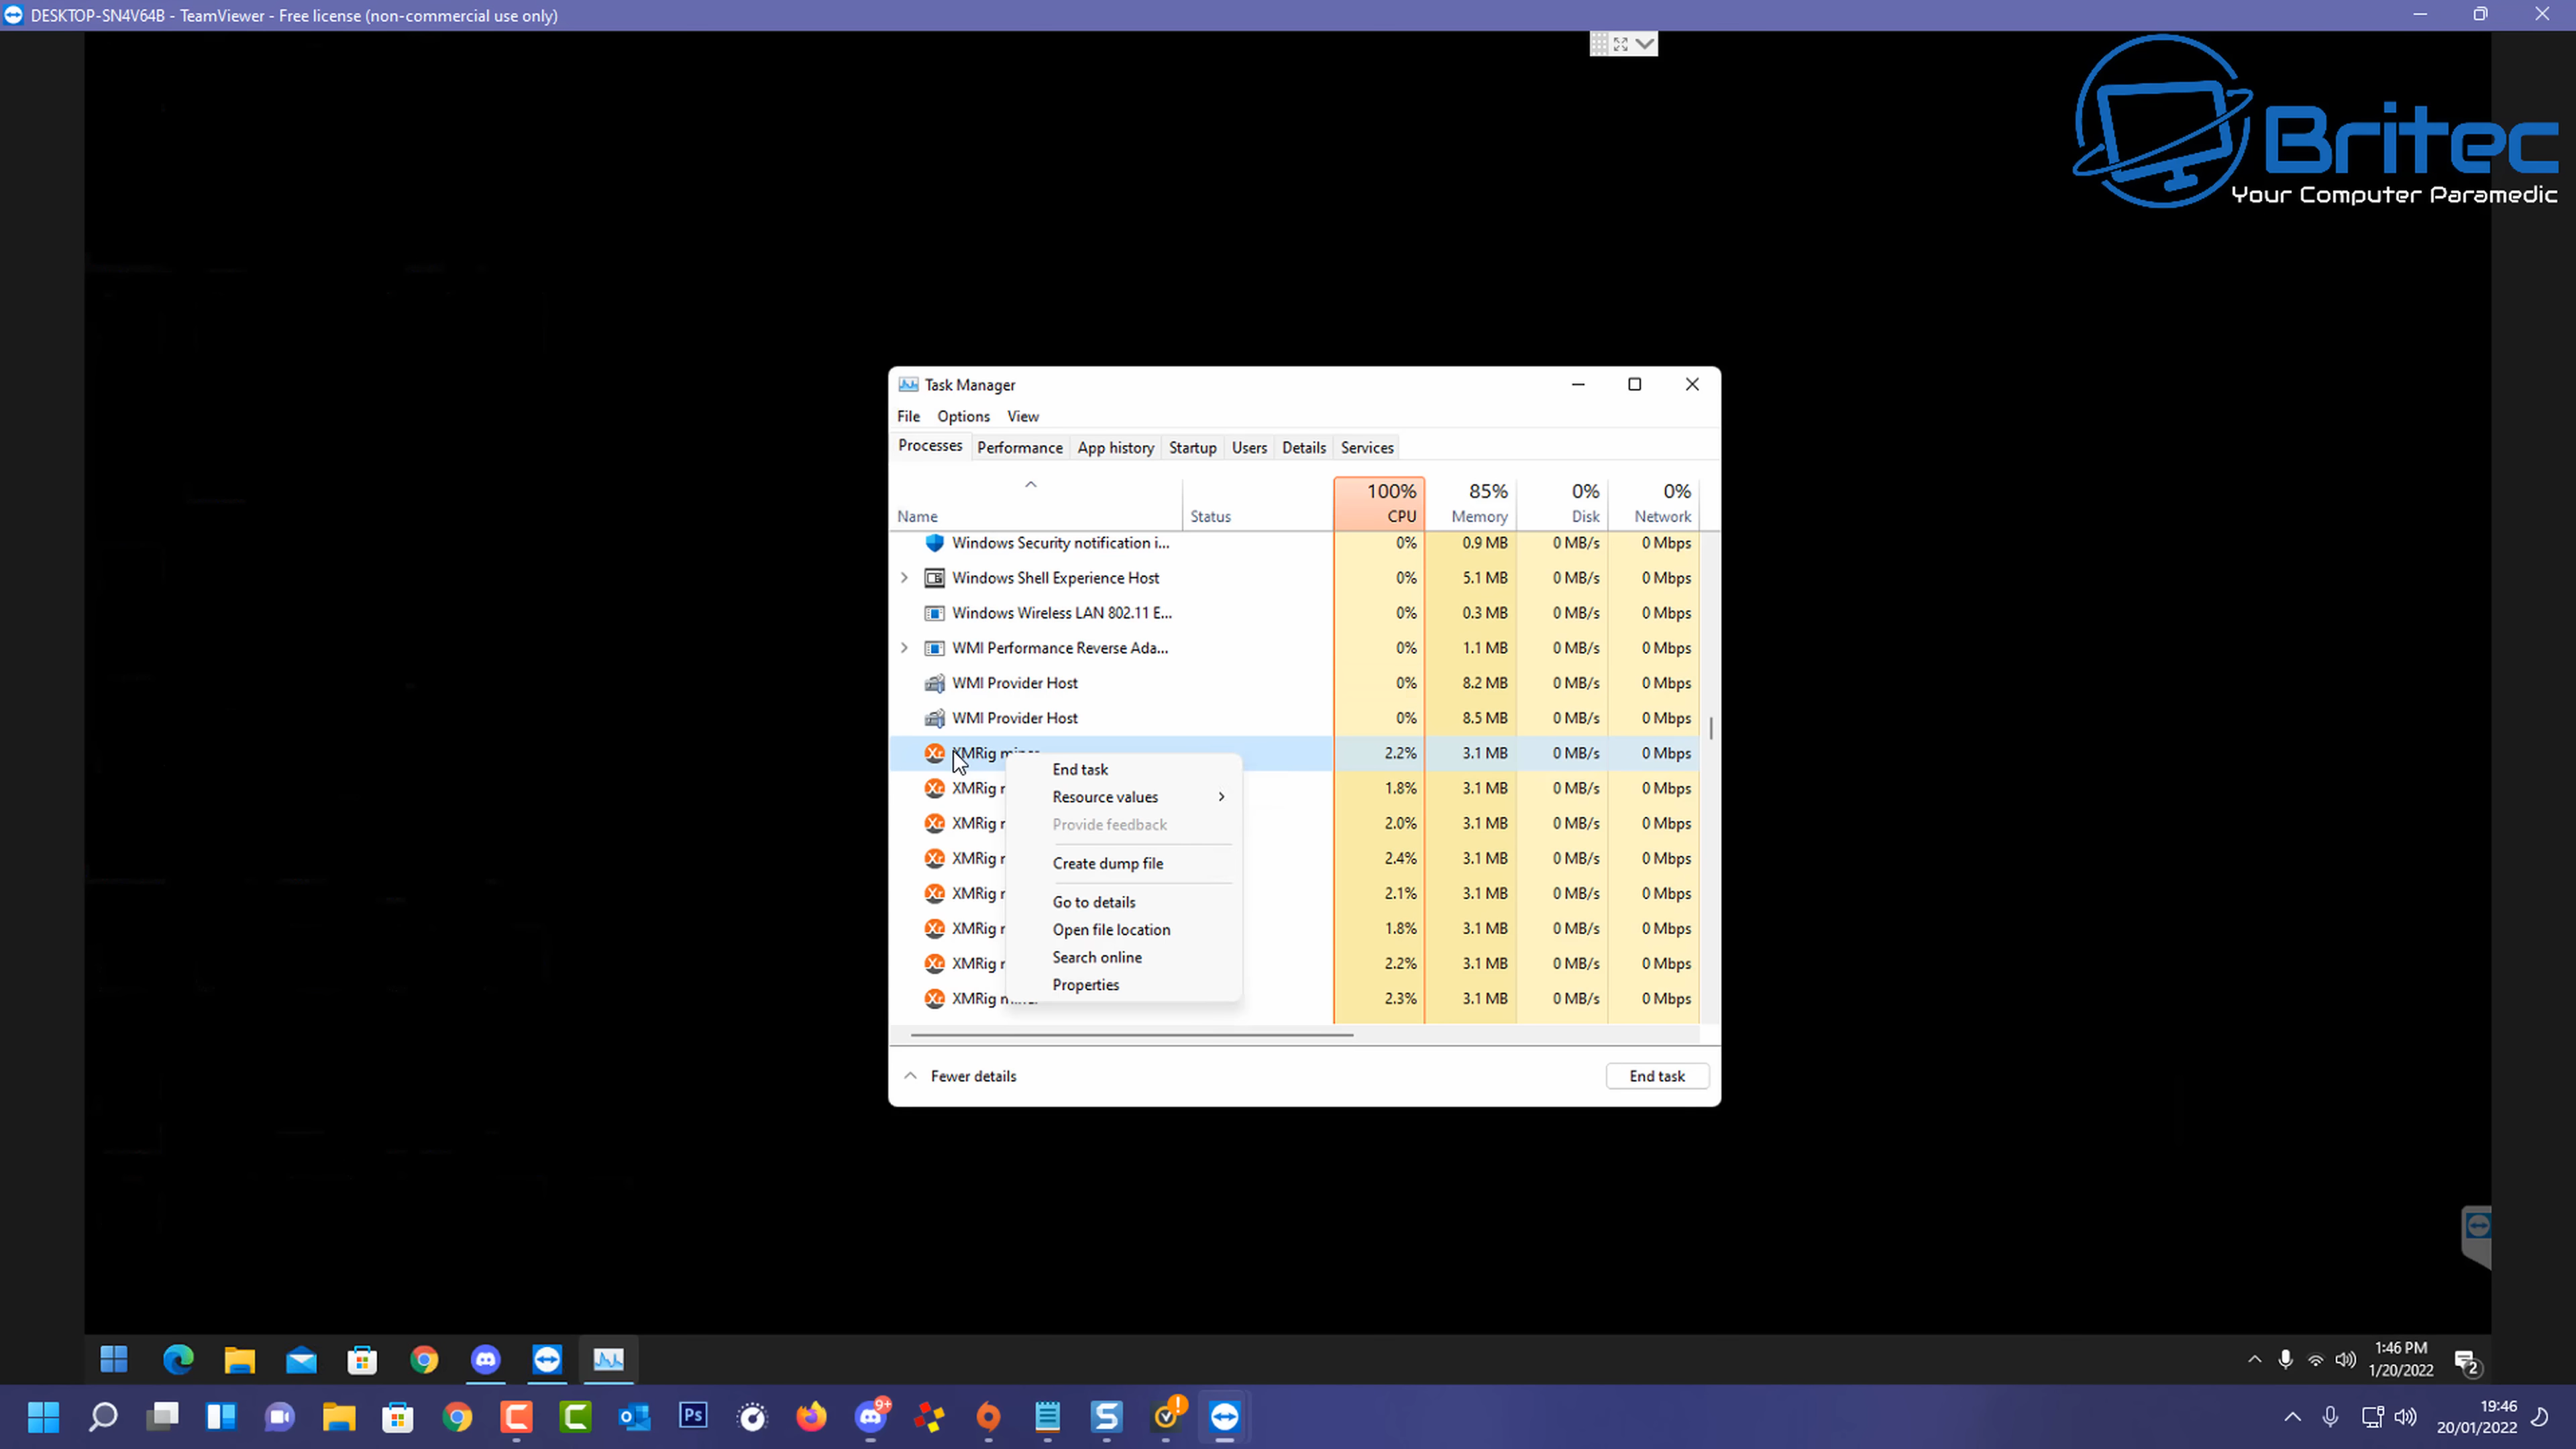 DESKTOP-SN4V64B - TeamViewer - Free license (non-commercial use only)
Britec
Your Computer Paramedic
Task Manager
File Options View
Processes Performance App history Startup Users Details Services
100% 85% 0% 0%
Name Status CPU Memory Disk Network
Windows Security notification i... 0% 0.9 MB 0 MB/s 0 Mbps
Windows Shell Experience Host 0% 5.1 MB 0 MB/s 0 Mbps
Windows Wireless LAN 802.11 E... 0% 0.3 MB 0 MB/s 0 Mbps
WMI Performance Reverse Ada... 0% 1.1 MB 0 MB/s 0 Mbps
WMI Provider Host 0% 8.2 MB 0 MB/s 0 Mbps
WMI Provider Host 0% 8.5 MB 0 MB/s 0 Mbps
XMRig miner 2.2% 3.1 MB 0 MB/s 0 Mbps
XMRig 1.8% 3.1 MB 0 MB/s 0 Mbps
XMRig 2.0% 3.1 MB 0 MB/s 0 Mbps
XMRig 2.4% 3.1 MB 0 MB/s 0 Mbps
XMRig 2.1% 3.1 MB 0 MB/s 0 Mbps
XMRig 1.8% 3.1 MB 0 MB/s 0 Mbps
XMRig 2.2% 3.1 MB 0 MB/s 0 Mbps
XMRig 2.3% 3.1 MB 0 MB/s 0 Mbps
End task
Resource values
Provide feedback
Create dump file
Go to details
Open file location
Search online
Properties
Fewer details End task
1:46 PM
1/20/2022
2
Ps
9+
19:46
20/01/2022